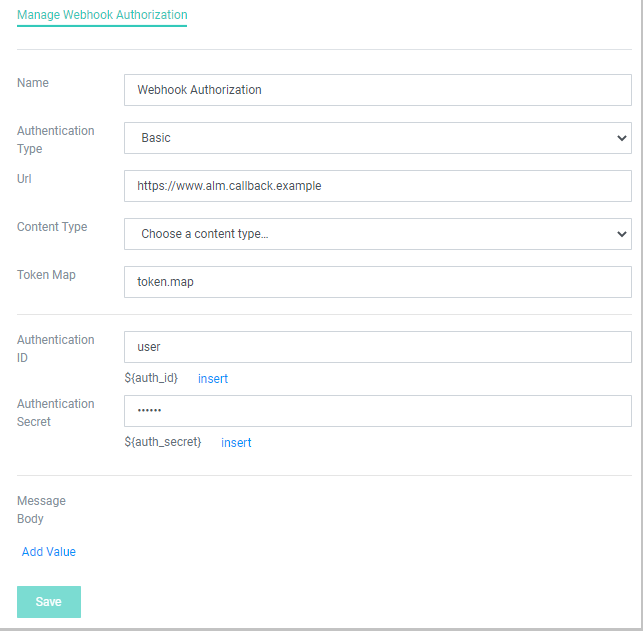 Manage Webhook Authorization
Name
Webhook Authorization
Authentication
Type
Basic
Url
https://www.alm.callback.example
Content Type
Choose a content type...
Token Map
token.map
Authentication
ID
user
${auth_id} insert
Authentication
Secret
••••••
${auth_secret} insert
Message
Body
Add Value
Save